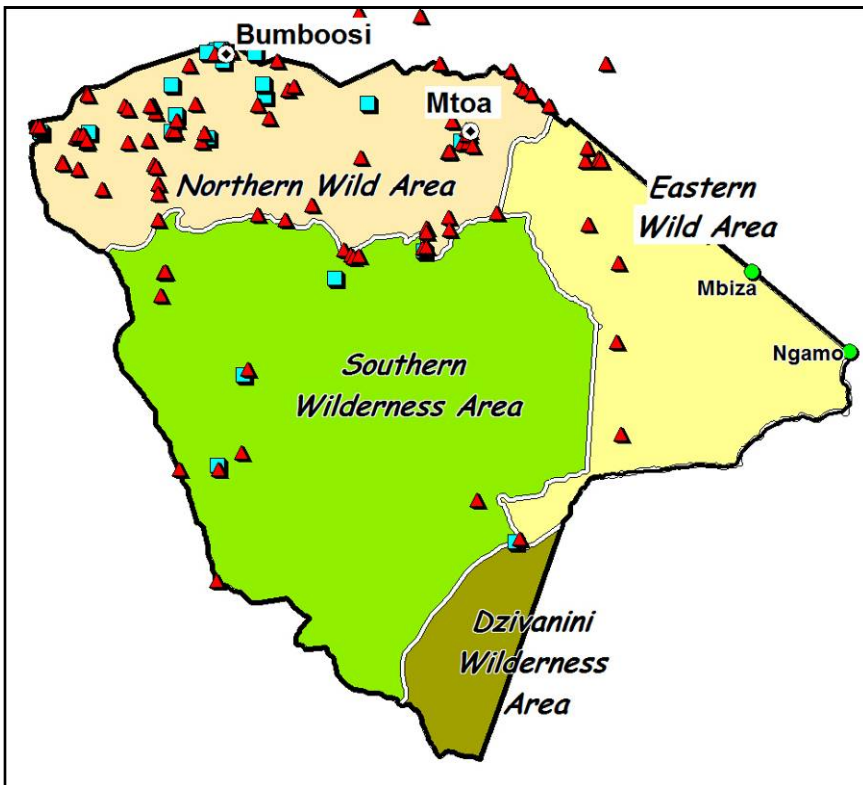 Bumboosi
Mtoa
Northern Wild Area
Eastern
Wild Area
Mbiza
Ngamo
Southern
Wilderness Area
Dzivanini
Wilderness
Area